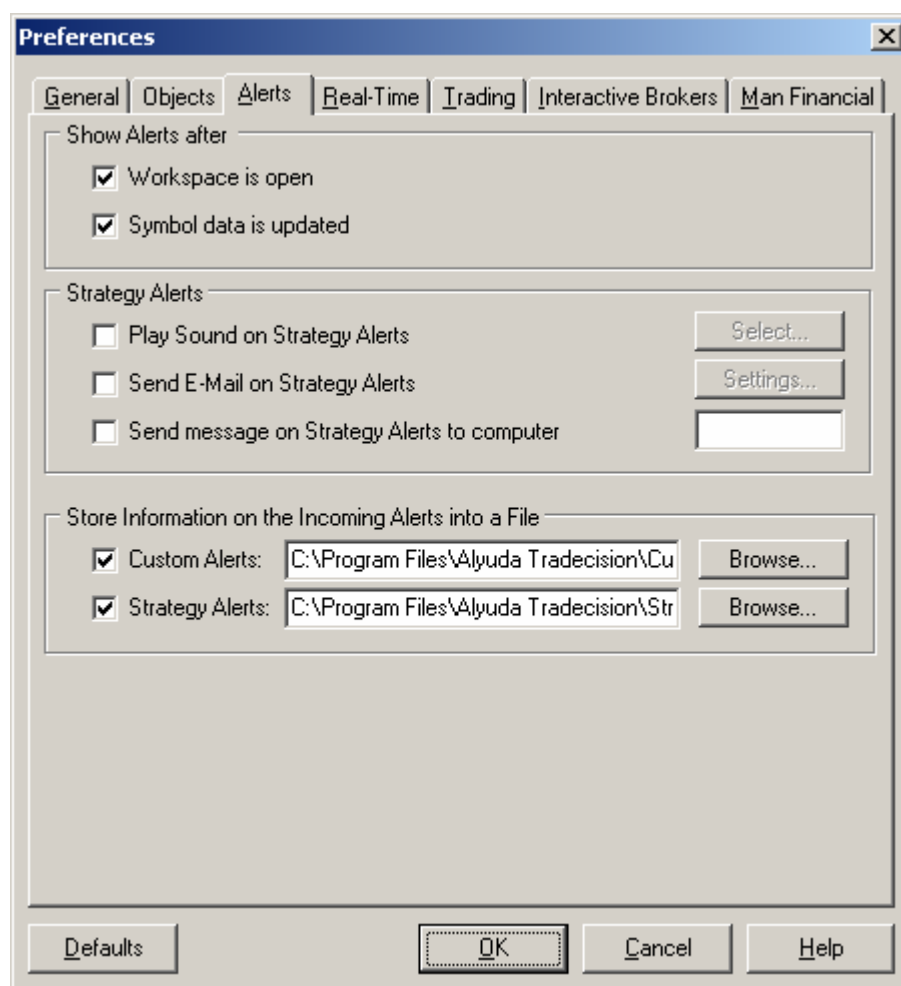 Preferences
General Objects Alerts Real-Time Trading Interactive Brokers Man Financial
Show Alerts after
Workspace is open
Symbol data is updated
Strategy Alerts
Play Sound on Strategy Alerts Select...
Send E-Mail on Strategy Alerts Settings...
Send message on Strategy Alerts to computer
Store Information on the Incoming Alerts into a File
Custom Alerts: C:\Program Files\Alyuda Tradecision\Cu Browse...
Strategy Alerts: C:\Program Files\Alyuda Tradecision\Str Browse...
Defaults OK Cancel Help